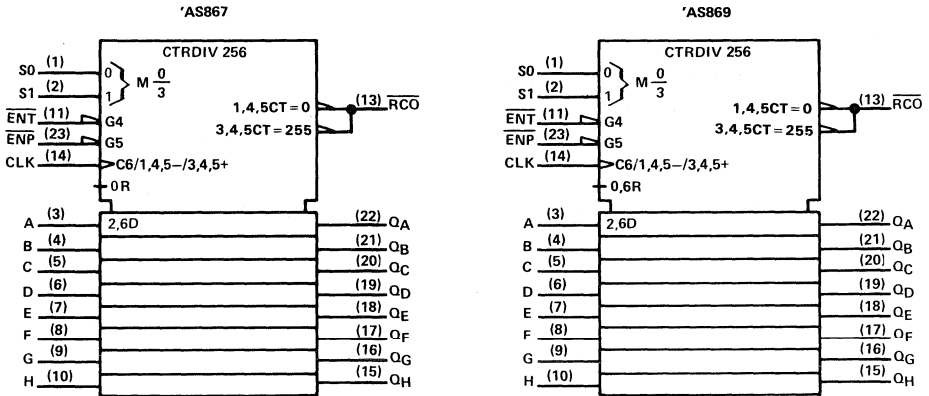 'AS867
CTRDIV 256
S0 (1) 0
S1 (2) 1
M 0/3
ENT (11) G4
ENP (23) G5
CLK (14) C6/1,4,5−/3,4,5+
0R
1,4,5CT=0
3,4,5CT=255
(13) RCO
A (3) 2,6D (22) QA
B (4) (21) QB
C (5) (20) QC
D (6) (19) QD
E (7) (18) QE
F (8) (17) QF
G (9) (16) QG
H (10) (15) QH
'AS869
CTRDIV 256
S0 (1) 0
S1 (2) 1
M 0/3
ENT (11) G4
ENP (23) G5
CLK (14) C6/1,4,5−/3,4,5+
0,6R
1,4,5CT=0
3,4,5CT=255
(13) RCO
A (3) 2,6D (22) QA
B (4) (21) QB
C (5) (20) QC
D (6) (19) QD
E (7) (18) QE
F (8) (17) QF
G (9) (16) QG
H (10) (15) QH